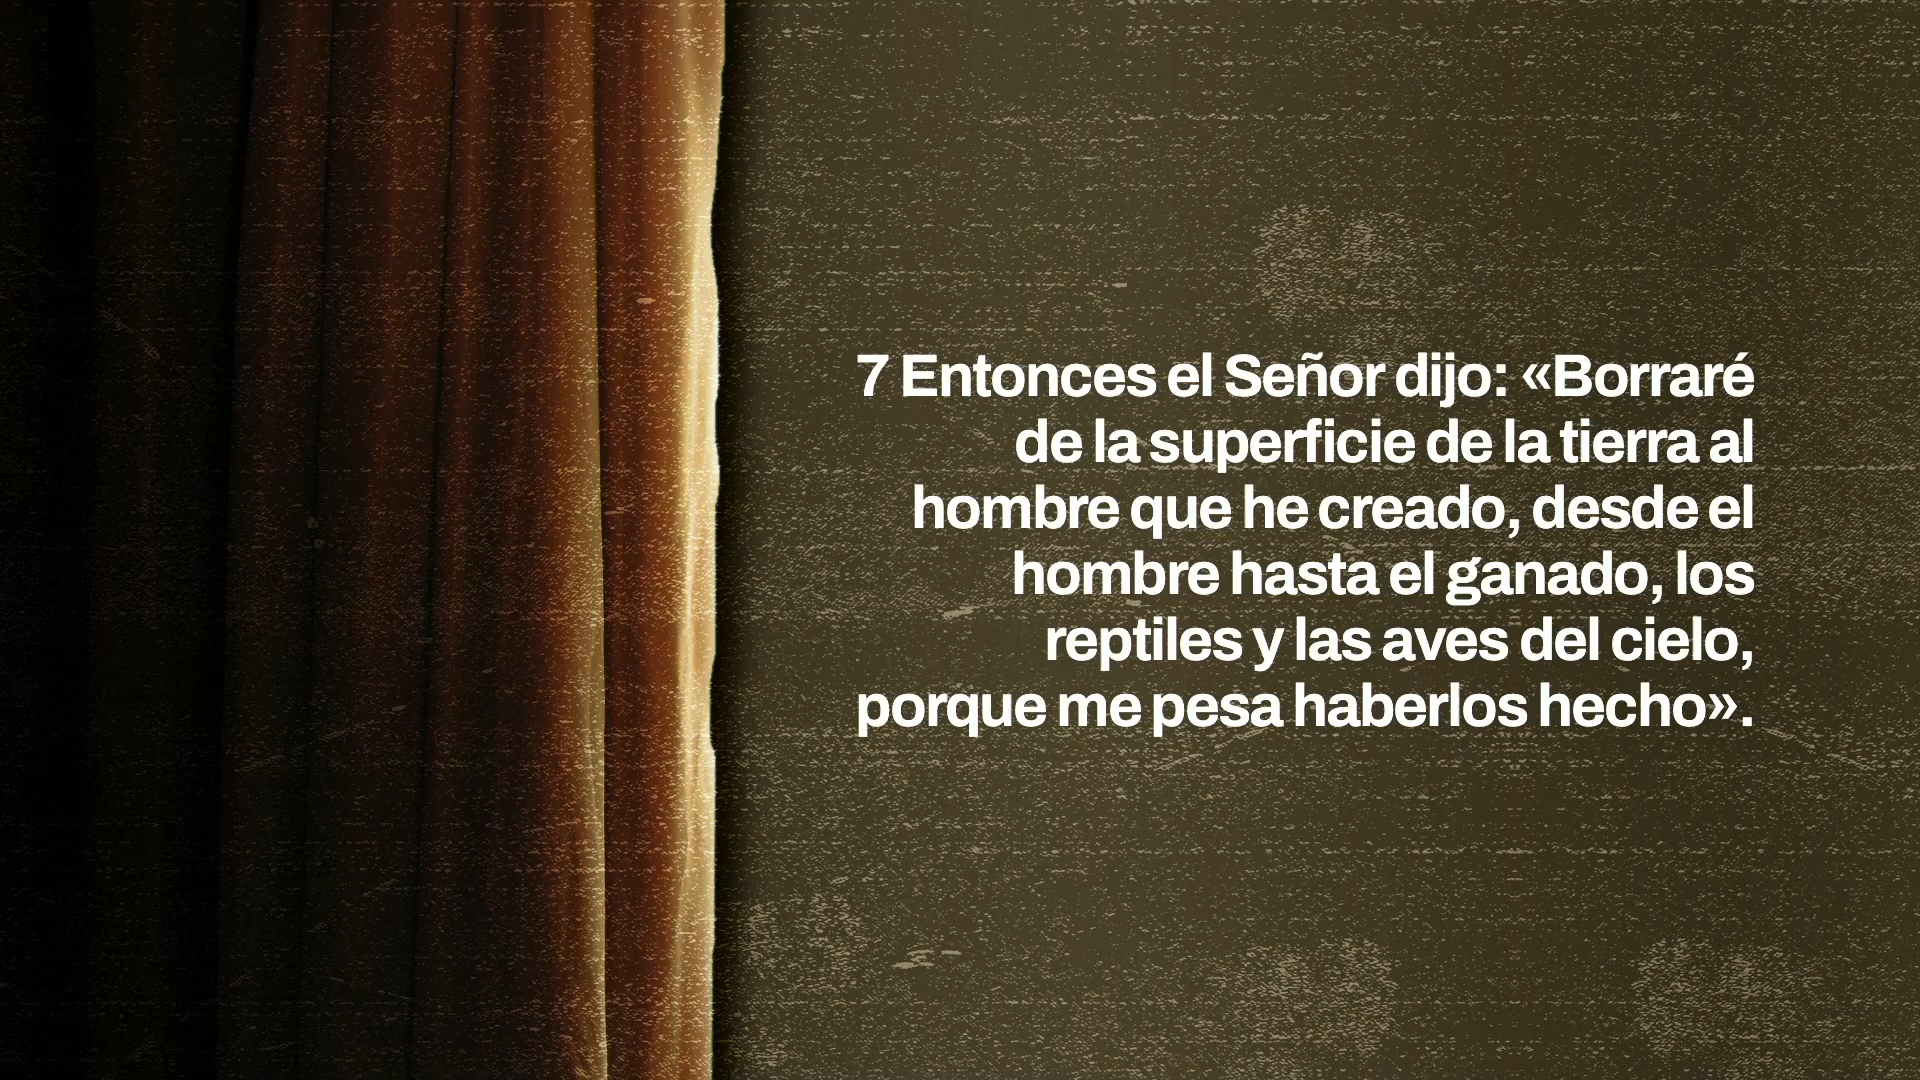 7 Entonces el Señor dijo: «Borraré
de la superficie de la tierra al
hombre que he creado, desde el
hombre hasta el ganado, los
reptiles y las aves del cielo,
porque me pesa haberlos hecho».